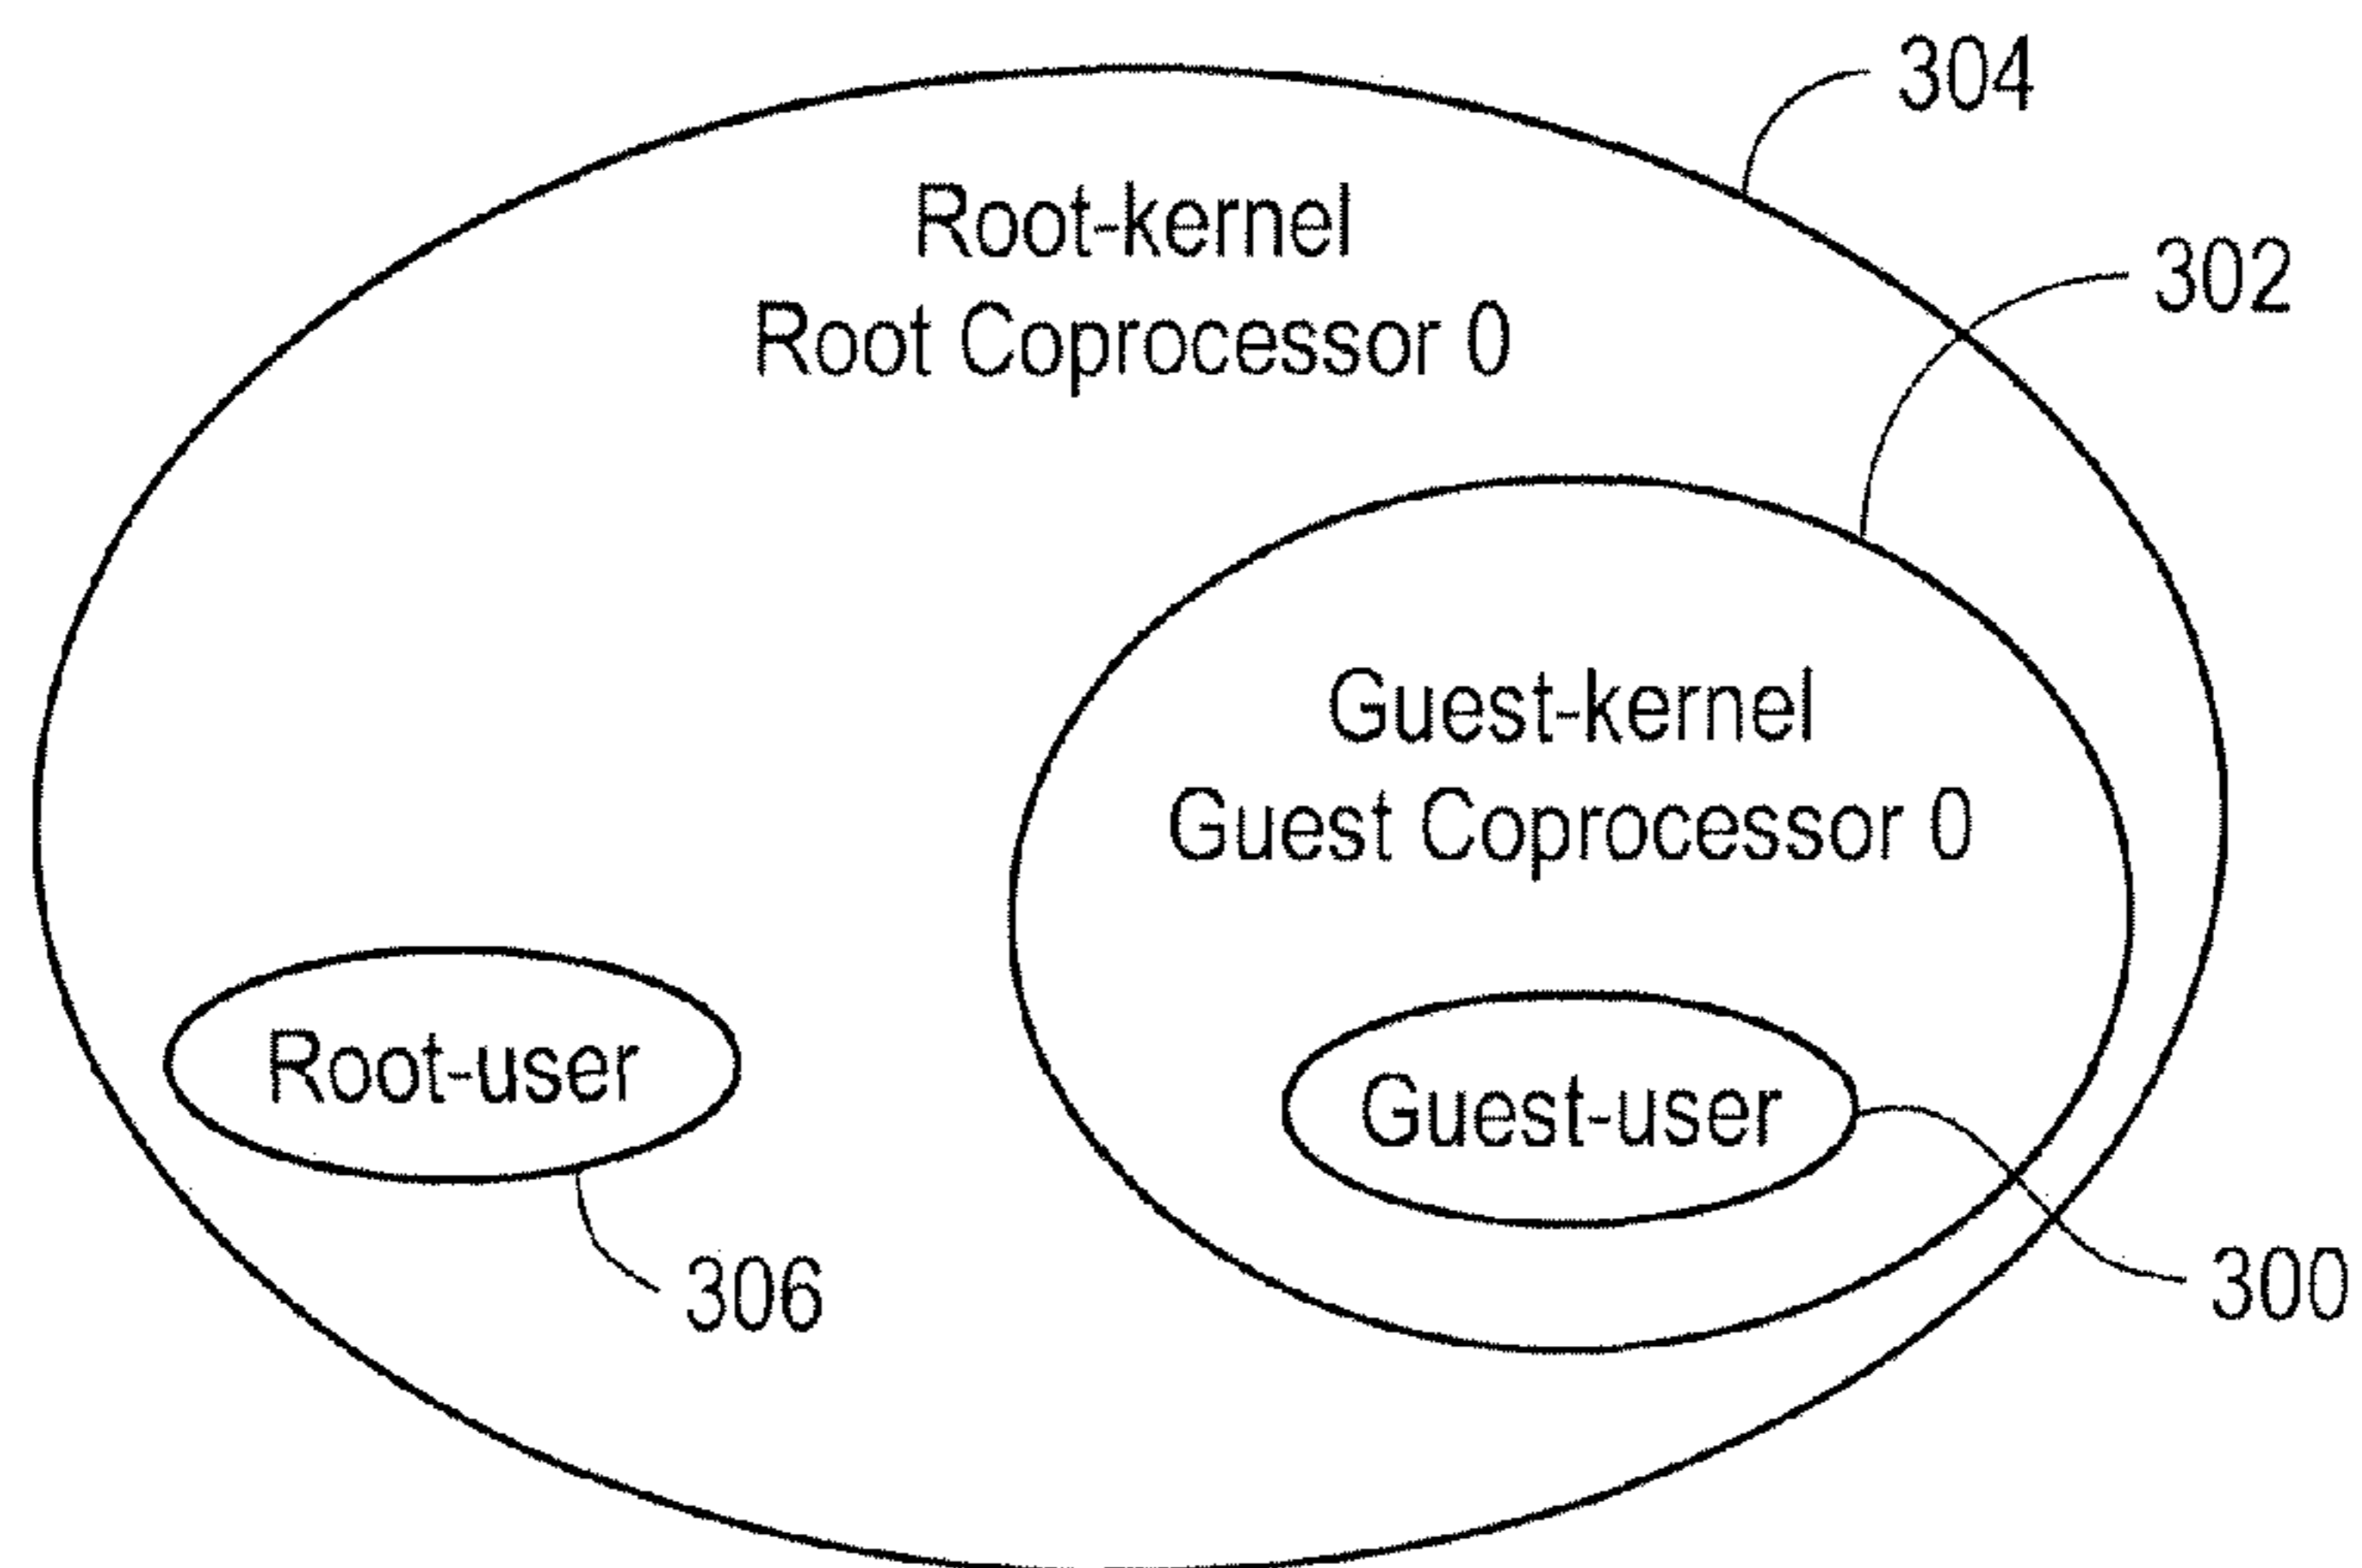 304
Root-kernel
302
Root Coprocessor 0
Guest-kernel
Guest Coprocessor 0
Root-user
Guest-user
306
300